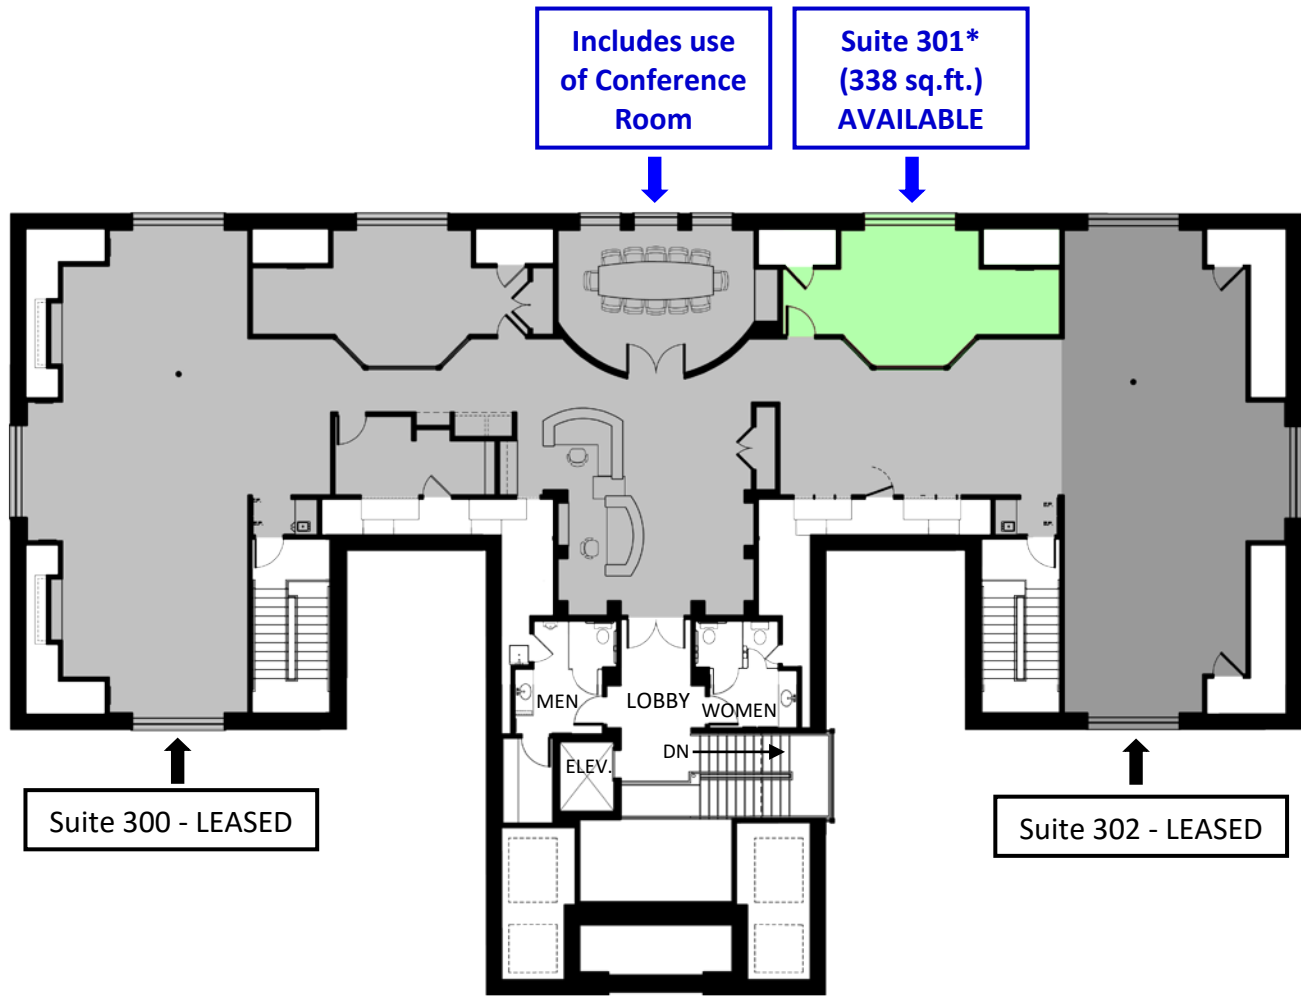 Includes use
of Conference
Room
Suite 301*
(338 sq.ft.)
AVAILABLE
MEN
LOBBY
WOMEN
DN
ELEV.
Suite 300 - LEASED
Suite 302 - LEASED